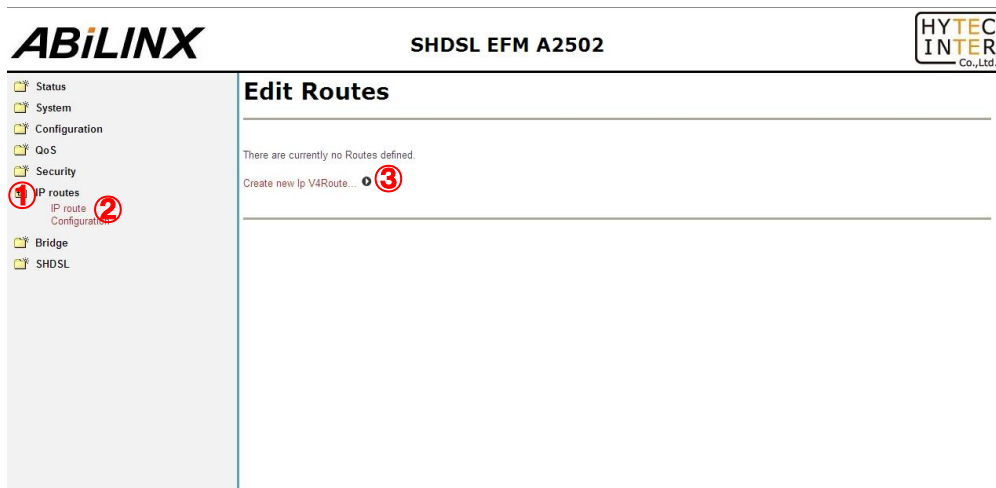 ABiLINX
SHDSL EFM A2502
HYTEC
INTER
Co.,Ltd.
Status
System
Configuration
QoS
Security
① IP routes
IP route ②
Configuration
Bridge
SHDSL
Edit Routes
There are currently no Routes defined.
Create new Ip V4Route... ③